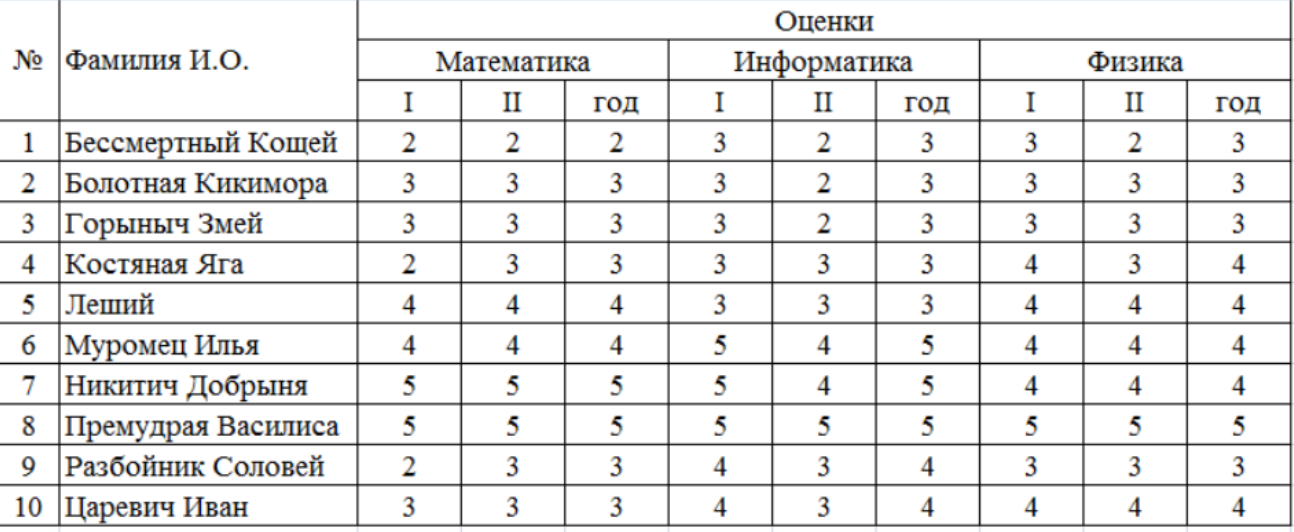 Оценки
№ Фамилия И.О. Математика Информатика Физика
I II год I II год I II год
1 Бессмертный Кощей 2 2 2 3 2 3 3 2 3
2 Болотная Кикимора 3 3 3 3 2 3 3 3 3
3 Горыныч Змей 3 3 3 3 2 3 3 3 3
4 Костяная Яга 2 3 3 3 3 3 4 3 4
5 Леший 4 4 4 3 3 3 4 4 4
6 Муромец Илья 4 4 4 5 4 5 4 4 4
7 Никитич Добрыня 5 5 5 5 4 5 4 4 4
8 Премудрая Василиса 5 5 5 5 5 5 5 5 5
9 Разбойник Соловей 2 3 3 4 3 4 3 3 3
10 Царевич Иван 3 3 3 4 3 4 4 4 4